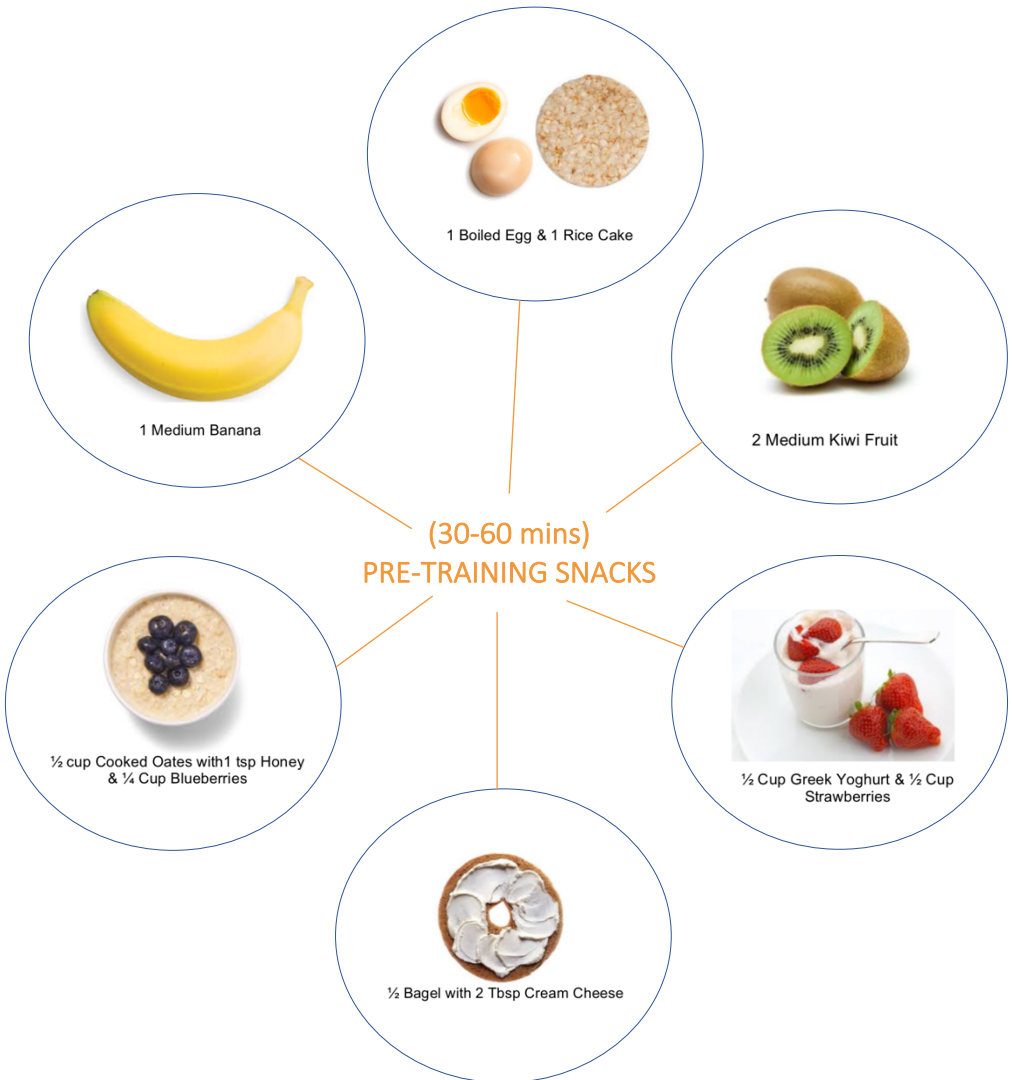 1 Boiled Egg & 1 Rice Cake
1 Medium Banana
2 Medium Kiwi Fruit
(30-60 mins)
PRE-TRAINING SNACKS
½ cup Cooked Oates with1 tsp Honey
& ¼ Cup Blueberries
½ Cup Greek Yoghurt & ½ Cup
Strawberries
½ Bagel with 2 Tbsp Cream Cheese